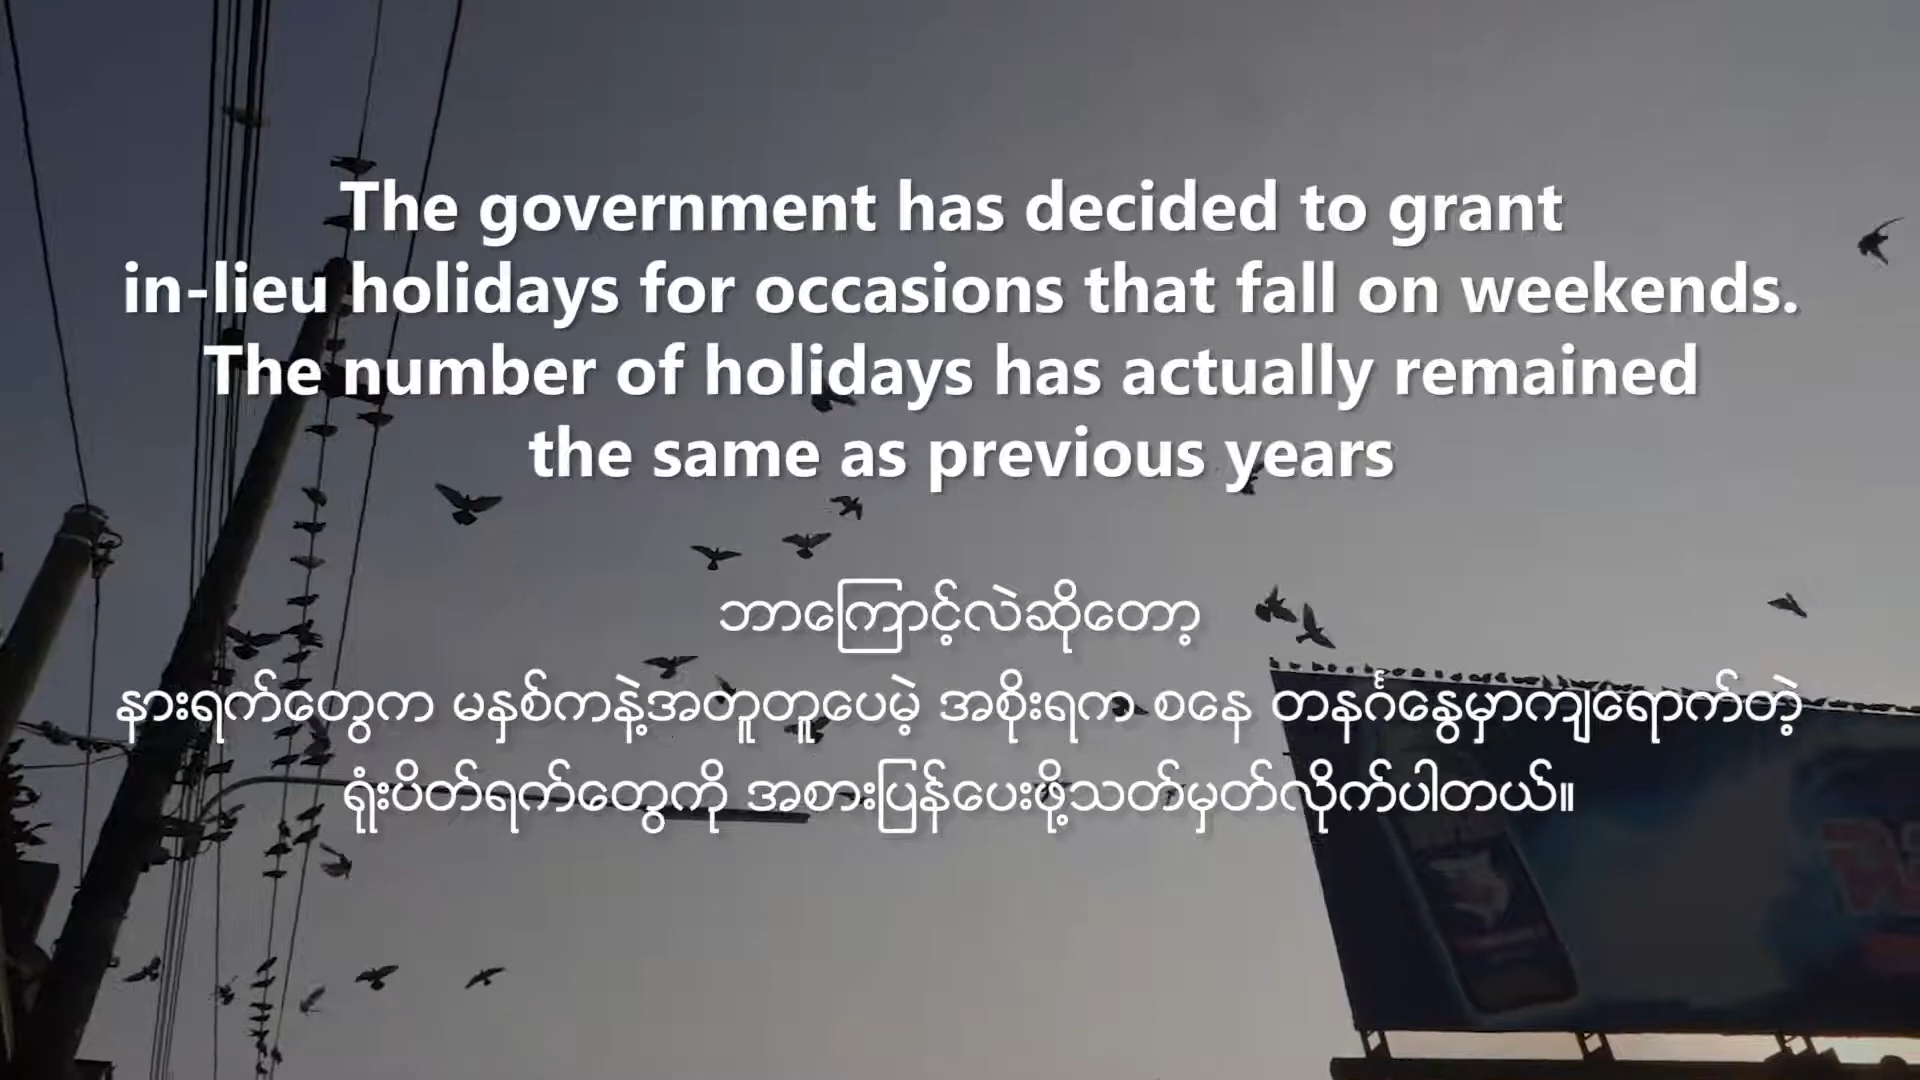 The government has decided to grant
in-lieu holidays for occasions that fall on weekends.
The number of holidays has actually remained
the same as previous years
ဘာကြောင့်လဲဆိုတော့
နားရက်တွေက မနှစ်ကနဲ့အတူတူပေမဲ့ အစိုးရက စနေ တနင်္ဂနွေမှာကျရောက်တဲ့
ရုံးပိတ်ရက်တွေကို အစားပြန်ပေးဖို့သတ်မှတ်လိုက်ပါတယ်။